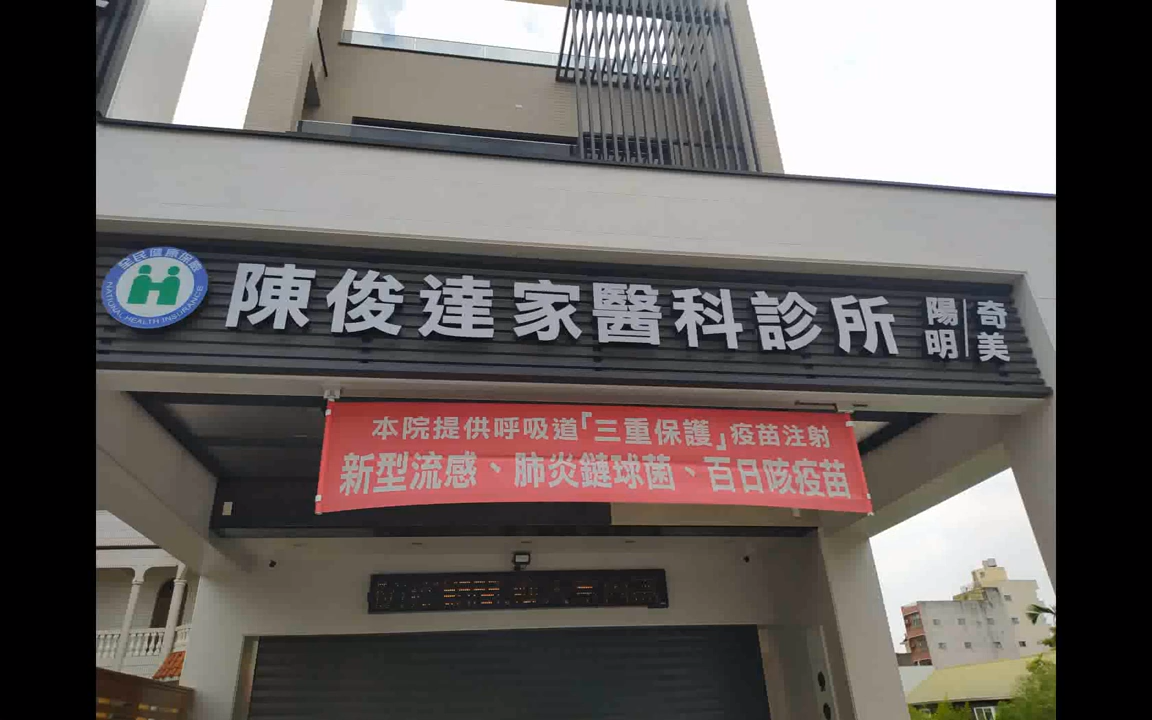 全民健康保險
NATIONAL HEALTH INSURANCE
陳俊達家醫科診所
陽明
奇美
本院提供呼吸道「三重保護」疫苗注射
新型流感、肺炎鏈球菌、百日咳疫苗